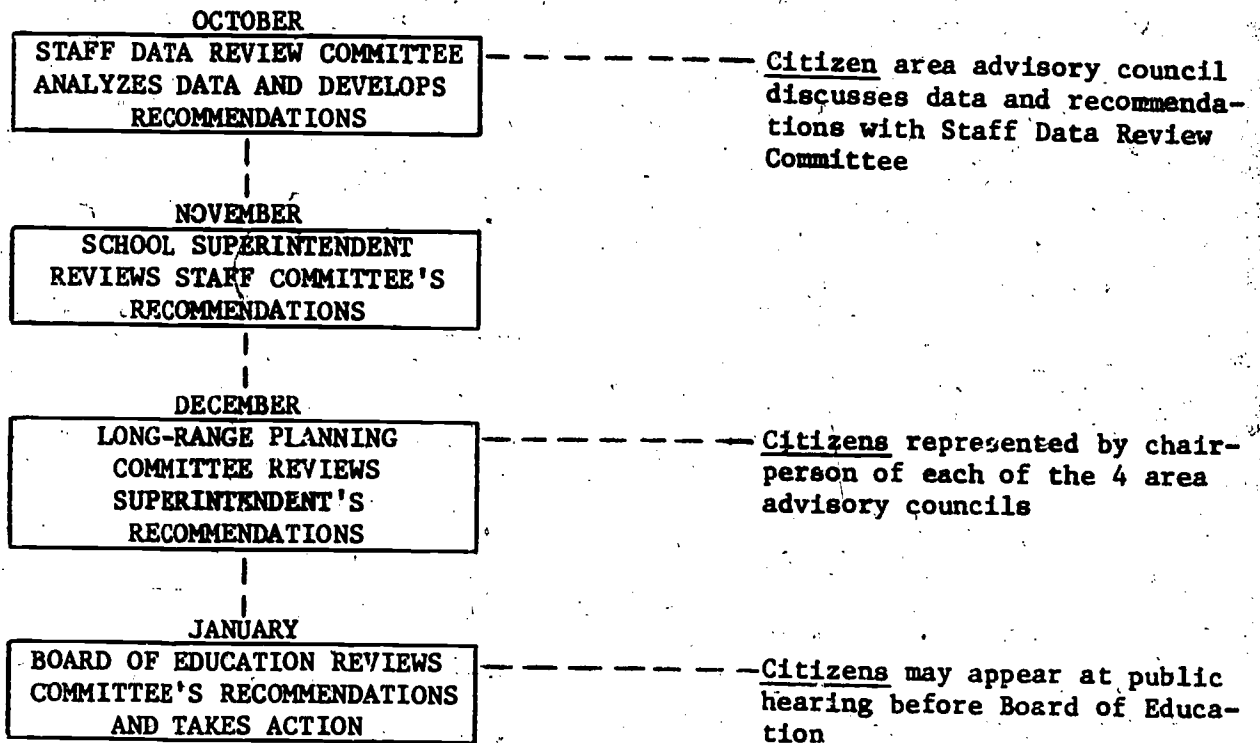 OCTOBER
STAFF DATA REVIEW COMMITTEE
ANALYZES DATA AND DEVELOPS
RECOMMENDATIONS
Citizen area advisory council
discusses data and recommenda-
tions with Staff Data Review
Committee
NOVEMBER
SCHOOL SUPERINTENDENT
REVIEWS STAFF COMMITTEE'S
RECOMMENDATIONS
DECEMBER
LONG-RANGE PLANNING
COMMITTEE REVIEWS
SUPERINTENDENT'S
RECOMMENDATIONS
Citizens represented by chair-
person of each of the 4 area
advisory councils
JANUARY
BOARD OF EDUCATION REVIEWS
COMMITTEE'S RECOMMENDATIONS
AND TAKES ACTION
Citizens may appear at public
hearing before Board of Educa-
tion